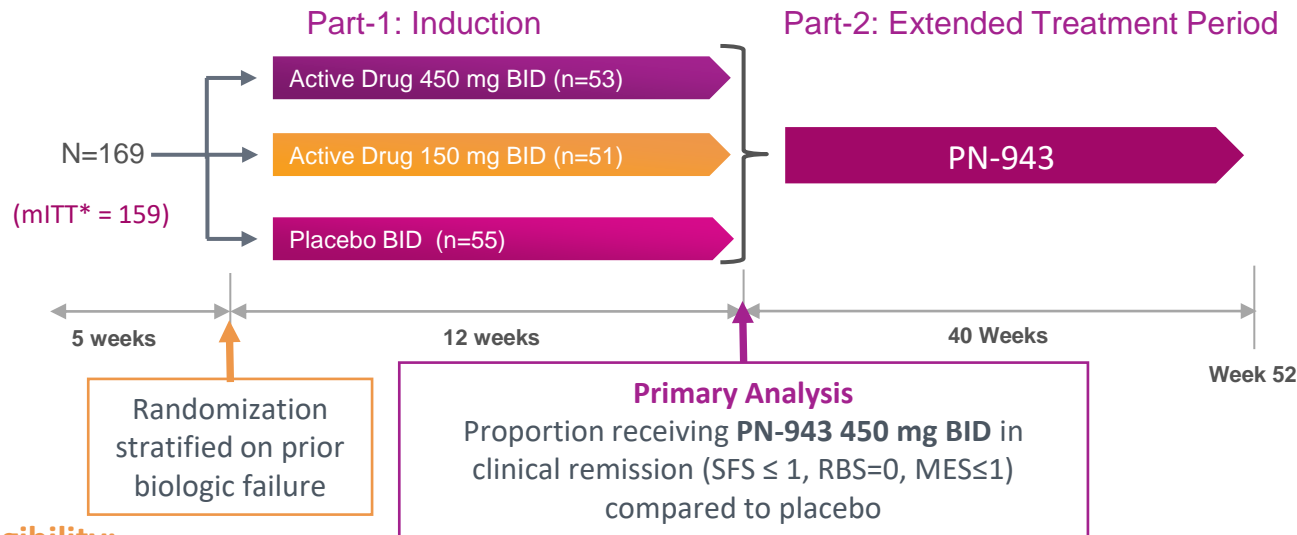 Part-1: Induction
Part-2: Extended Treatment Period
Active Drug 450 mg BID (n=53)
N=169
Active Drug 150 mg BID (n=51)
PN-943
(mITT* = 159)
Placebo BID (n=55)
5 weeks
12 weeks
40 Weeks
Week 52
Randomization
stratified on prior
biologic failure
Primary Analysis
Proportion receiving PN-943 450 mg BID in
clinical remission (SFS ≤ 1, RBS=0, MES≤1)
compared to placebo